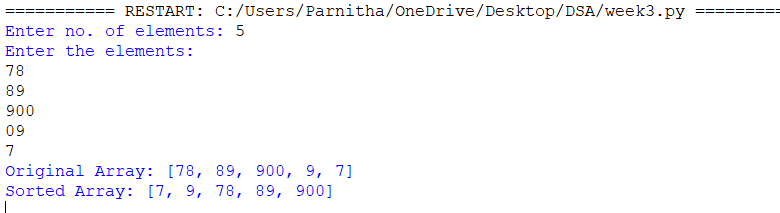 =========== RESTART: C:/Users/Parnitha/OneDrive/Desktop/DSA/week3.py =========
Enter no. of elements: 5
Enter the elements:
78
89
900
09
7
Original Array: [78, 89, 900, 9, 7]
Sorted Array: [7, 9, 78, 89, 900]